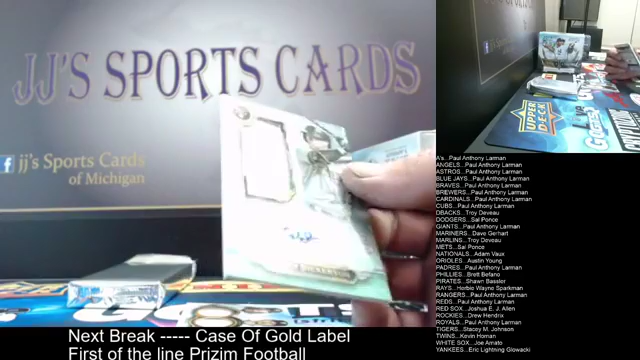 JJ'S SPORTS CARDS
jj's Sports Cards
of Michigan
UPPER
DECK
A's... Paul Anthony Larman
ANGELS...Paul Anthony Larman
ASTROS...Paul Anthony Larman
BLUE JAYS...Paul Anthony Larman
BRAVES...Paul Anthony Larman
BREWERS...Paul Anthony Larman
CARDINALS...Paul Anthony Larman
CUBS...Paul Anthony Larman
DBACKS...Troy Deveau
DODGERS...Sal Ponce
GIANTS...Paul Anthony Larman
MARINERS...Dave Gerhart
MARLINS...Troy Deveau
METS...Sal Ponce
NATIONALS...Adam Vaux
ORIOLES...Austin Young
PADRES...Paul Anthony Larman
PHILLIES...Brett Befano
PIRATES...Shawn Bassler
RAYS...Herbie Wayne Sparkman
RANGERS...Paul Anthony Larman
REDS...Paul Anthony Larman
RED SOX...Joshua E. J. Allen
ROCKIES...Drew Hendrix
ROYALS...Paul Anthony Larman
TIGERS...Stacey M. Johnson
TWINS...Kevin Homan
WHITE SOX...Joe Amato
YANKEES...Eric Lightning Glowacki
Next Break ----- Case Of Gold Label
First of the line Prizim Football